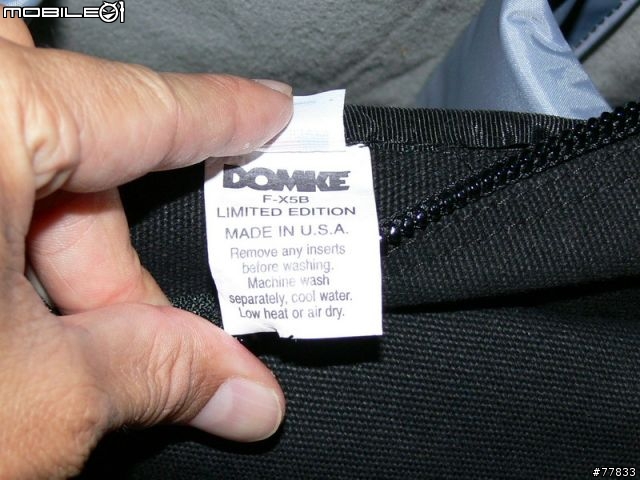 MOBILE01
DOMKE
F-X5B
LIMITED EDITION
MADE IN U.S.A.
Remove any inserts
before washing.
Machine wash
separately, cool water.
Low heat or air dry.
#77833